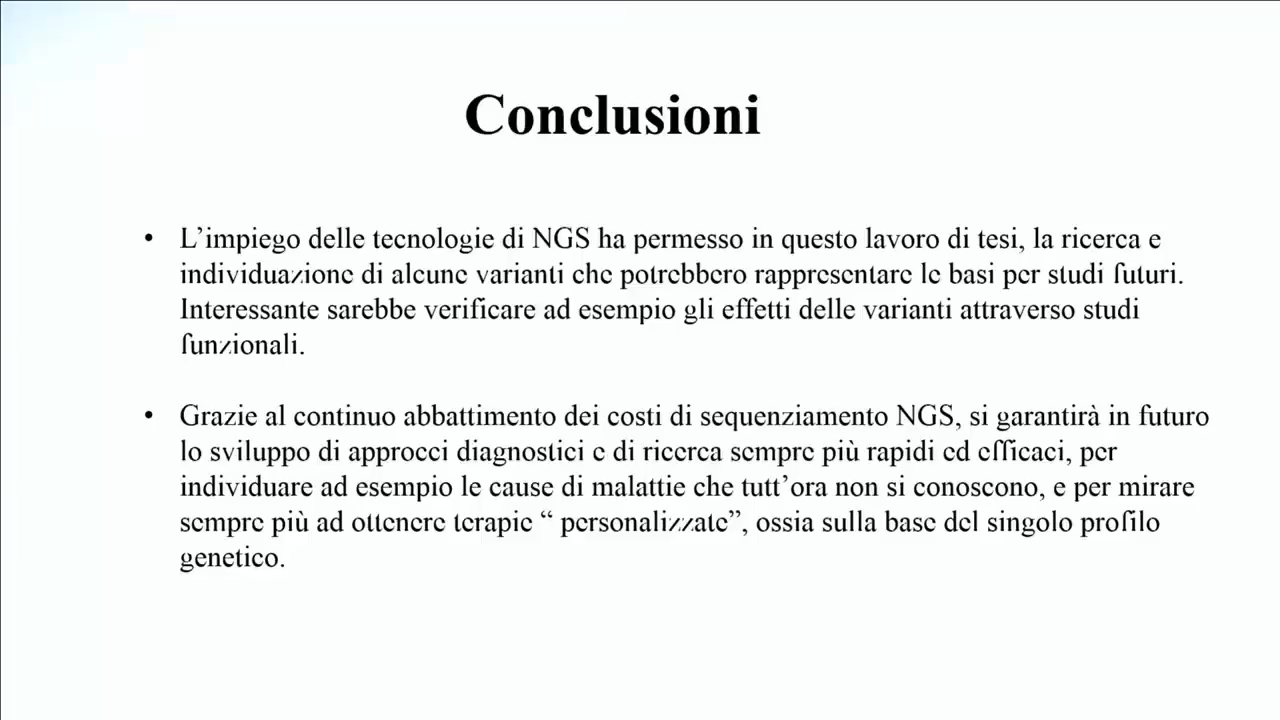 Conclusioni
• L’impiego delle tecnologie di NGS ha permesso in questo lavoro di tesi, la ricerca e
individuazione di alcune varianti che potrebbero rappresentare le basi per studi futuri.
Interessante sarebbe verificare ad esempio gli effetti delle varianti attraverso studi
funzionali.
• Grazie al continuo abbattimento dei costi di sequenziamento NGS, si garantirà in futuro
lo sviluppo di approcci diagnostici e di ricerca sempre più rapidi ed efficaci, per
individuare ad esempio le cause di malattie che tutt’ora non si conoscono, e per mirare
sempre più ad ottenere terapie “ personalizzate”, ossia sulla base del singolo profilo
genetico.